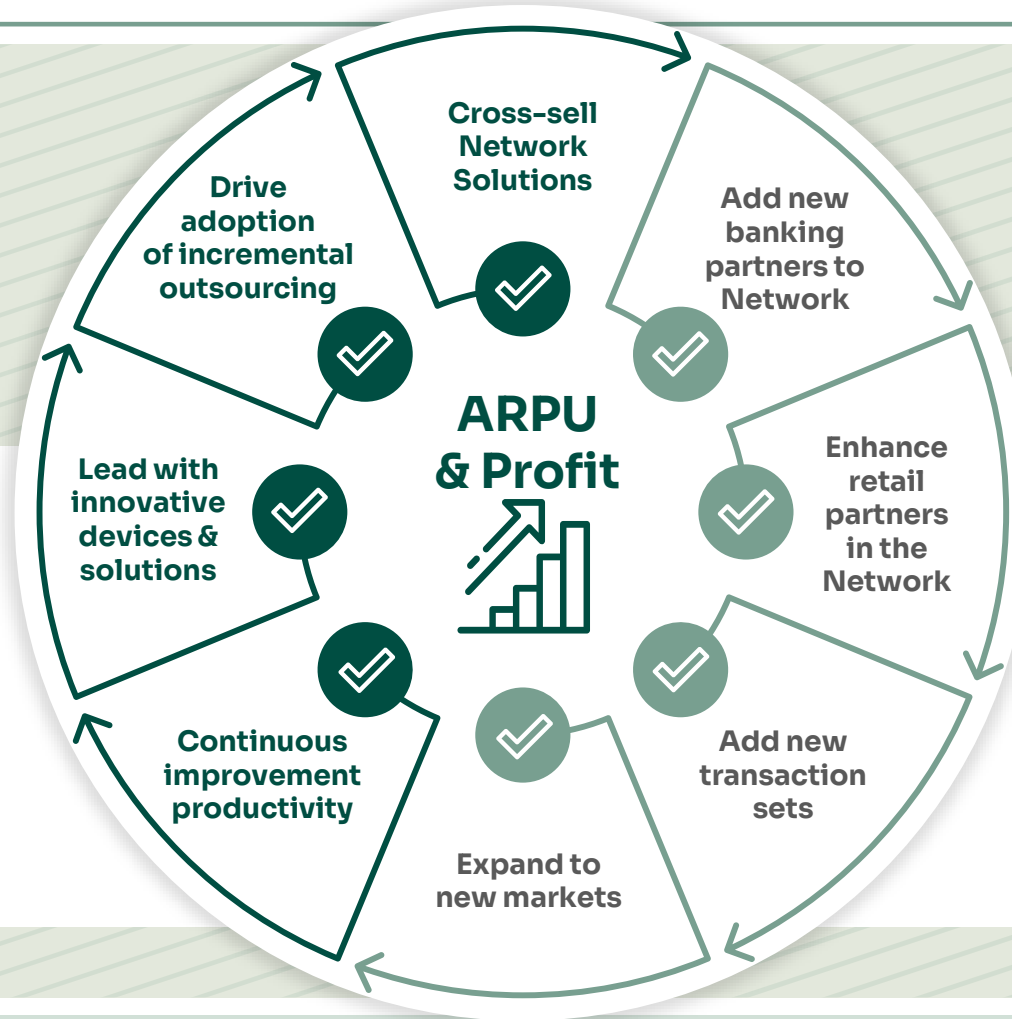 Cross-sell
Network
Solutions
Add new
banking
partners to
Network
Enhance
retail
partners
in the
Network
Add new
transaction
sets
Expand to
new markets
Continuous
improvement
productivity
Lead with
innovative
devices &
solutions
Drive
adoption
of incremental
outsourcing
ARPU
& Profit